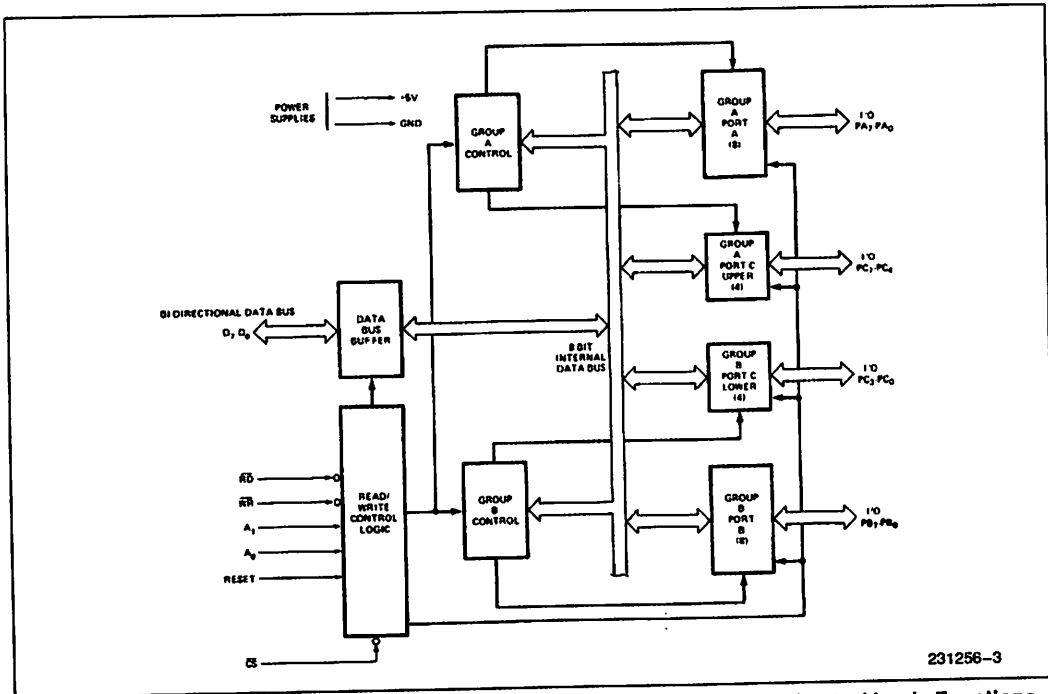 POWER
SUPPLIES
+5V
GND
GROUP
A
CONTROL
GROUP
A
PORT
A
(8)
I/O
PA7-PA0
GROUP
A
PORT C
UPPER
(4)
I/O
PC7-PC4
BI DIRECTIONAL DATA BUS
D7 D0
DATA
BUS
BUFFER
8 BIT
INTERNAL
DATA BUS
GROUP
B
PORT C
LOWER
(4)
I/O
PC3-PC0
RD
WR
A1
A0
RESET
CS
READ/
WRITE
CONTROL
LOGIC
GROUP
B
CONTROL
GROUP
B
PORT
B
(8)
I/O
PB7-PB0
231256-3